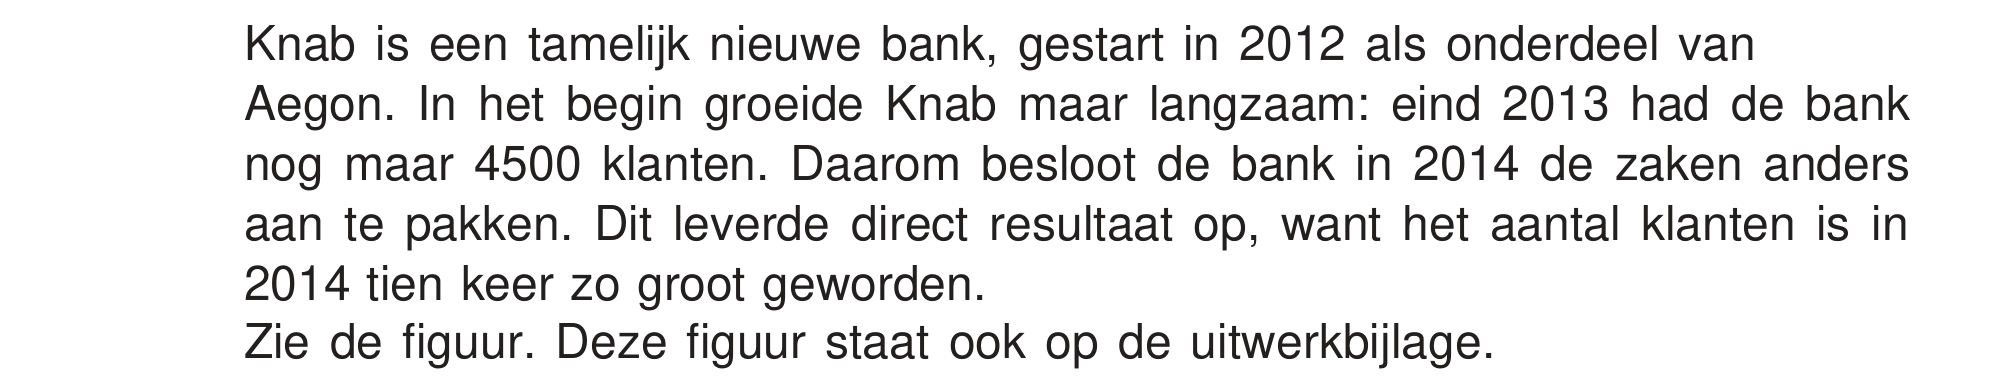 Knab is een tamelijk nieuwe bank, gestart in 2012 als onderdeel van
Aegon. In het begin groeide Knab maar langzaam: eind 2013 had de bank
nog maar 4500 klanten. Daarom besloot de bank in 2014 de zaken anders
aan te pakken. Dit leverde direct resultaat op, want het aantal klanten is in
2014 tien keer zo groot geworden.
Zie de figuur. Deze figuur staat ook op de uitwerkbijlage.